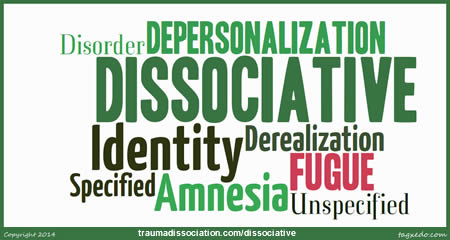 Disorder DEPERSONALIZATION
DISSOCIATIVE
Identity Derealization
Specified Amnesia FUGUE
Unspecified
Copyright 2014
traumadissociation.com/dissociative
tagxedo.com